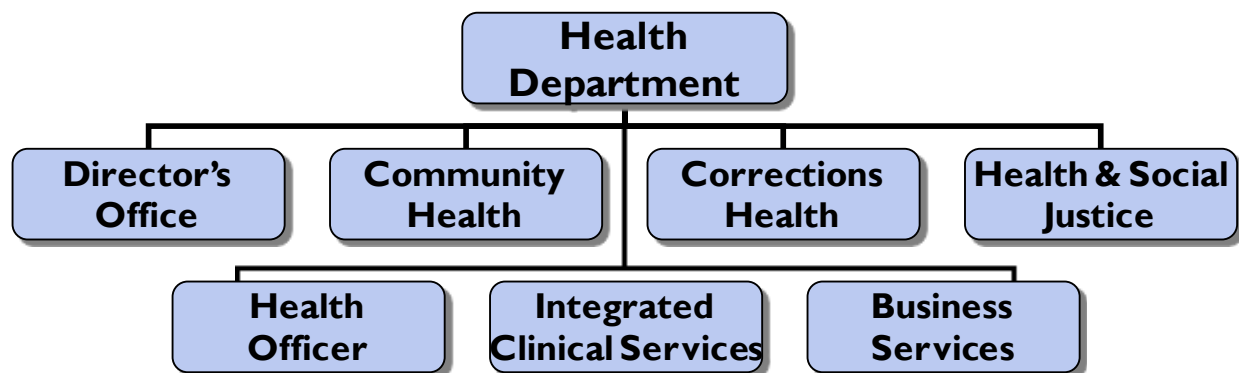 Health
Department
Director's
Office
Community
Health
Corrections
Health
Health & Social
Justice
Health
Officer
Integrated
Clinical Services
Business
Services